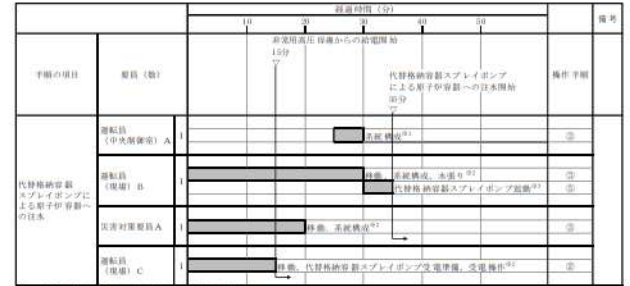 経過時間（分）
備考
10 20 30 40 50
手順の項目
要員（数）
操作手順
非常用高圧母線からの給電開始
15分
▽
代替格納容器スプレイポンプ
による原子炉容器への注水開始
35分
▽
代替格納容器スプレイポンプに
よる原子炉容器へ
の注水
運転員
（中央制御室）A
1
系統構成※1
③
運転員
（現場）B
1
移動、系統構成、水張り※2
③
代替格納容器スプレイポンプ起動
⑤
災害対策要員A
1
移動、系統構成※2
③
運転員
（現場）C
1
移動、代替格納容器スプレイポンプ受電準備、受電操作※2
②